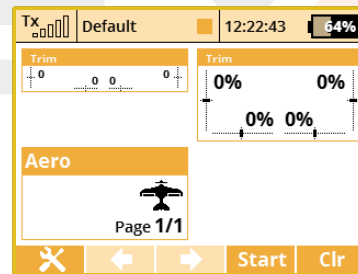 Tx Default 12:22:43 64%
Trim
0 0 0 0
Trim
0% 0%
0% 0%
Aero
Page 1/1
Start Clr